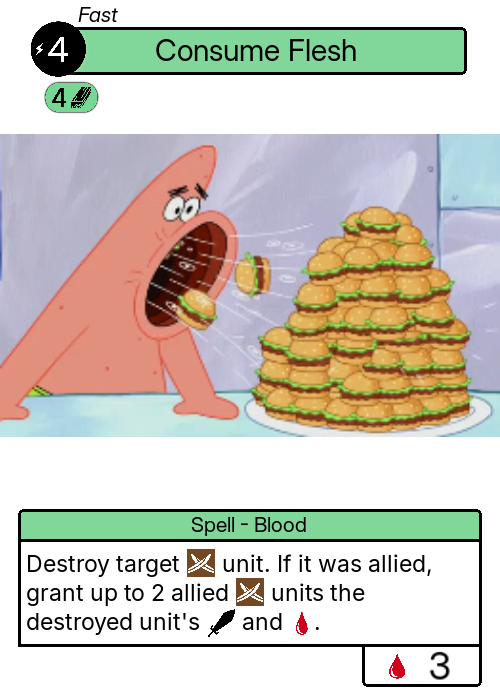 Fast
4 Consume Flesh
4
Spell - Blood
Destroy target unit. If it was allied,
grant up to 2 allied units the
destroyed unit's and .
3